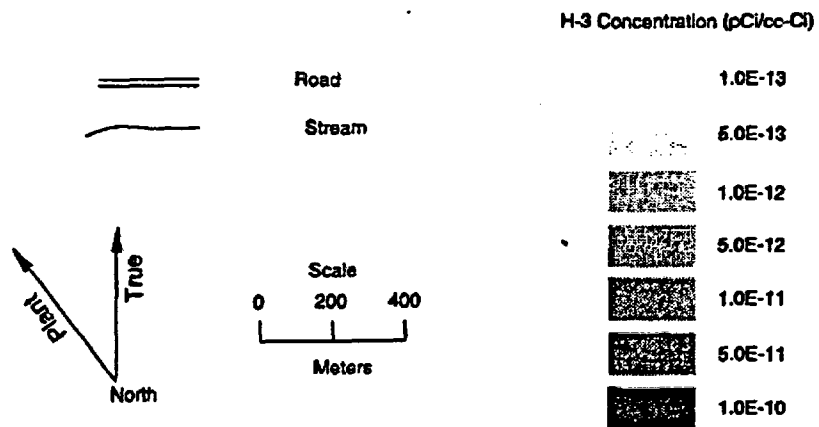 H-3 Concentration (pCi/cc-Ci)
Road
Stream
1.0E-13
5.0E-13
1.0E-12
5.0E-12
1.0E-11
5.0E-11
1.0E-10
Plant
True
North
Scale
0 200 400
Meters